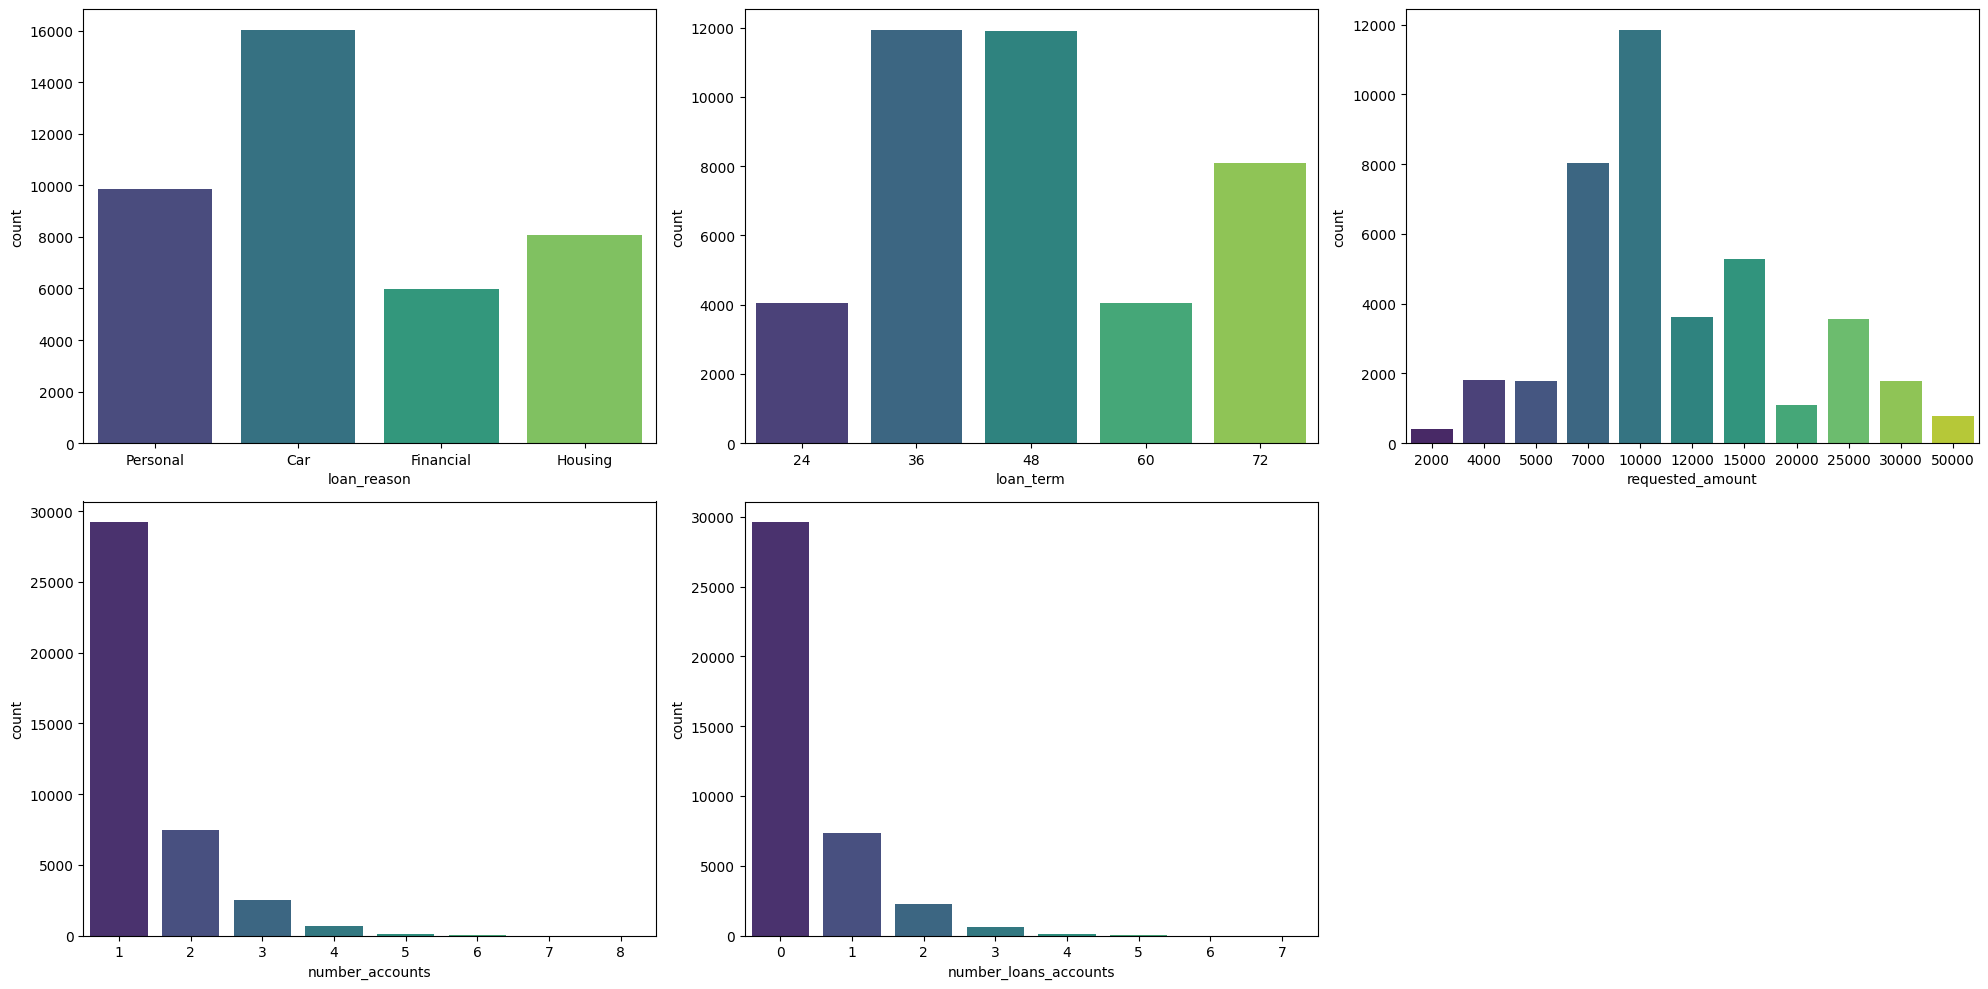 16000
14000
12000
10000
8000
6000
4000
2000
0
count
Personal Car Financial Housing
loan_reason
12000
10000
8000
6000
4000
2000
0
count
24 36 48 60 72
loan_term
12000
10000
8000
6000
4000
2000
0
count
2000 4000 5000 7000 10000 12000 15000 20000 25000 30000 50000
requested_amount
30000
25000
20000
15000
10000
5000
0
count
1 2 3 4 5 6 7 8
number_accounts
30000
25000
20000
15000
10000
5000
0
count
0 1 2 3 4 5 6 7
number_loans_accounts